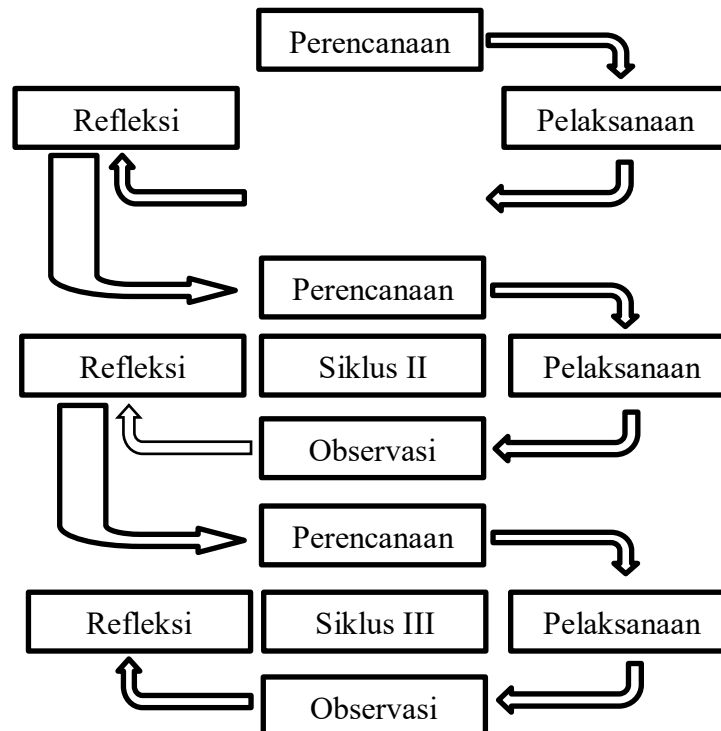 Perencanaan
Refleksi
Pelaksanaan
Perencanaan
Refleksi
Siklus II
Pelaksanaan
Observasi
Perencanaan
Refleksi
Siklus III
Pelaksanaan
Observasi